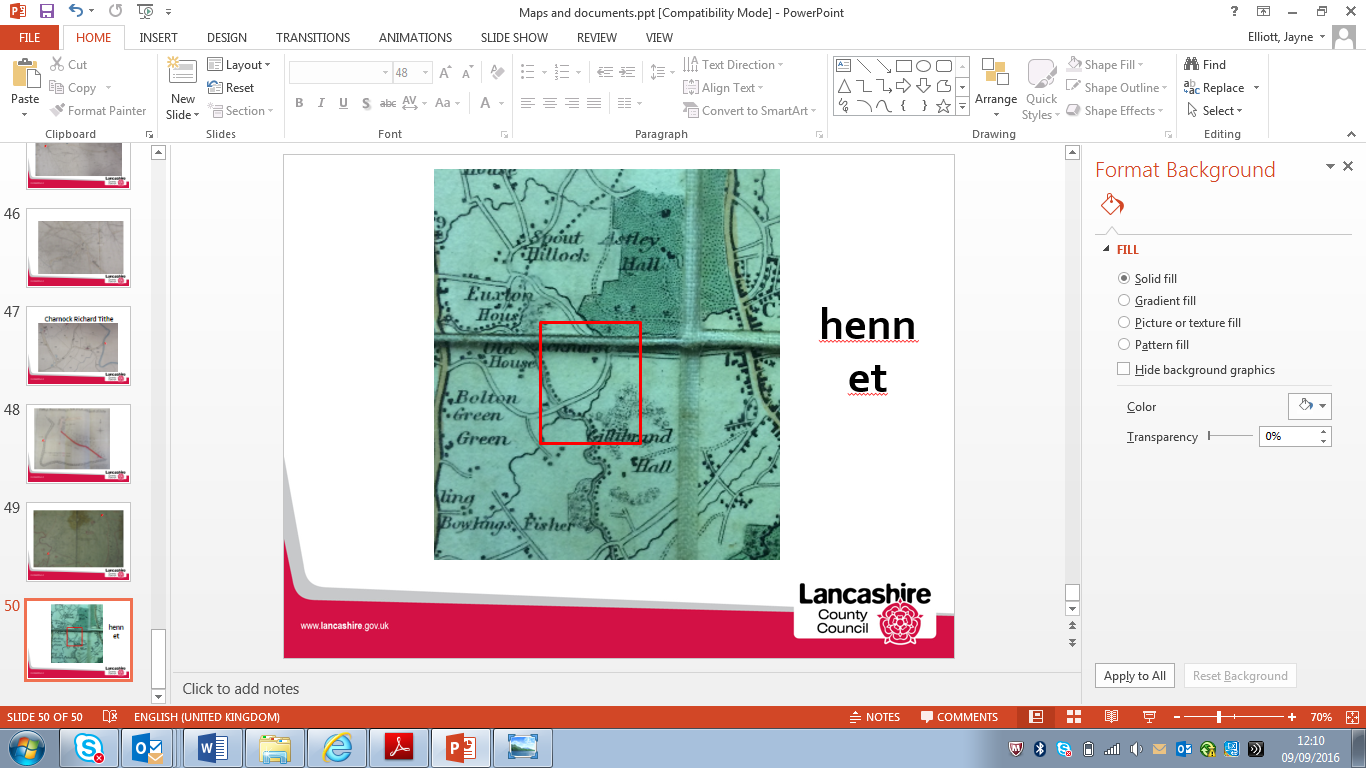 Maps and documents.ppt [Compatibility Mode] - PowerPoint
FILE HOME INSERT DESIGN TRANSITIONS ANIMATIONS SLIDE SHOW REVIEW VIEW Elliott, Jayne
Paste
Cut
Copy
Format Painter
Clipboard
New Slide
Layout
Reset
Section
Slides
48
Font
Text Direction
Align Text
Convert to SmartArt
Paragraph
Arrange
Quick Styles
Shape Fill
Shape Outline
Shape Effects
Drawing
Find
Replace
Select
Editing
46
47
Charnock Richard Tithe
48
49
50
henn
et
Spout
Hillock
Astley
Hall
Euxton
House
Old
House
Bolton
Green
Green
Gillibrand
Hall
ling
Bowlings
Fisher
henn
et
www.lancashire.gov.uk
Lancashire
County
Council
Click to add notes
Format Background
FILL
Solid fill
Gradient fill
Picture or texture fill
Pattern fill
Hide background graphics
Color
Transparency 0%
Apply to All Reset Background
SLIDE 50 OF 50 ENGLISH (UNITED KINGDOM) NOTES COMMENTS 70%
12:10
09/09/2016